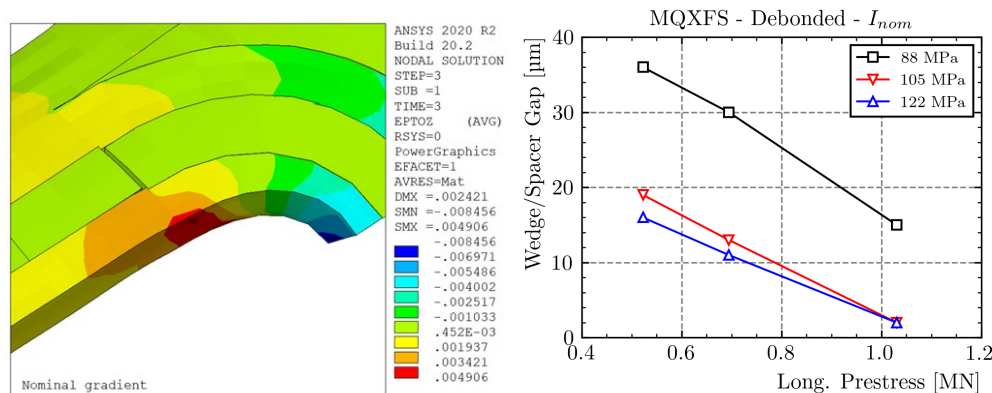 ANSYS 2020 R2
Build 20.2
NODAL SOLUTION
STEP=3
SUB =1
TIME=3
EPTOZ (AVG)
RSYS=0
PowerGraphics
EFACET=1
AVRES=Mat
DMX =.002421
SMN =-.008456
SMX =.004906
-.008456
-.006971
-.005486
-.004002
-.002517
-.001033
.452E-03
.001937
.003421
.004906
Nominal gradient
MQXFS - Debonded - Inom
Wedge/Spacer Gap [µm]
40
30
20
10
0
88 MPa
105 MPa
122 MPa
0.4 0.6 0.8 1.0 1.2
Long. Prestress [MN]